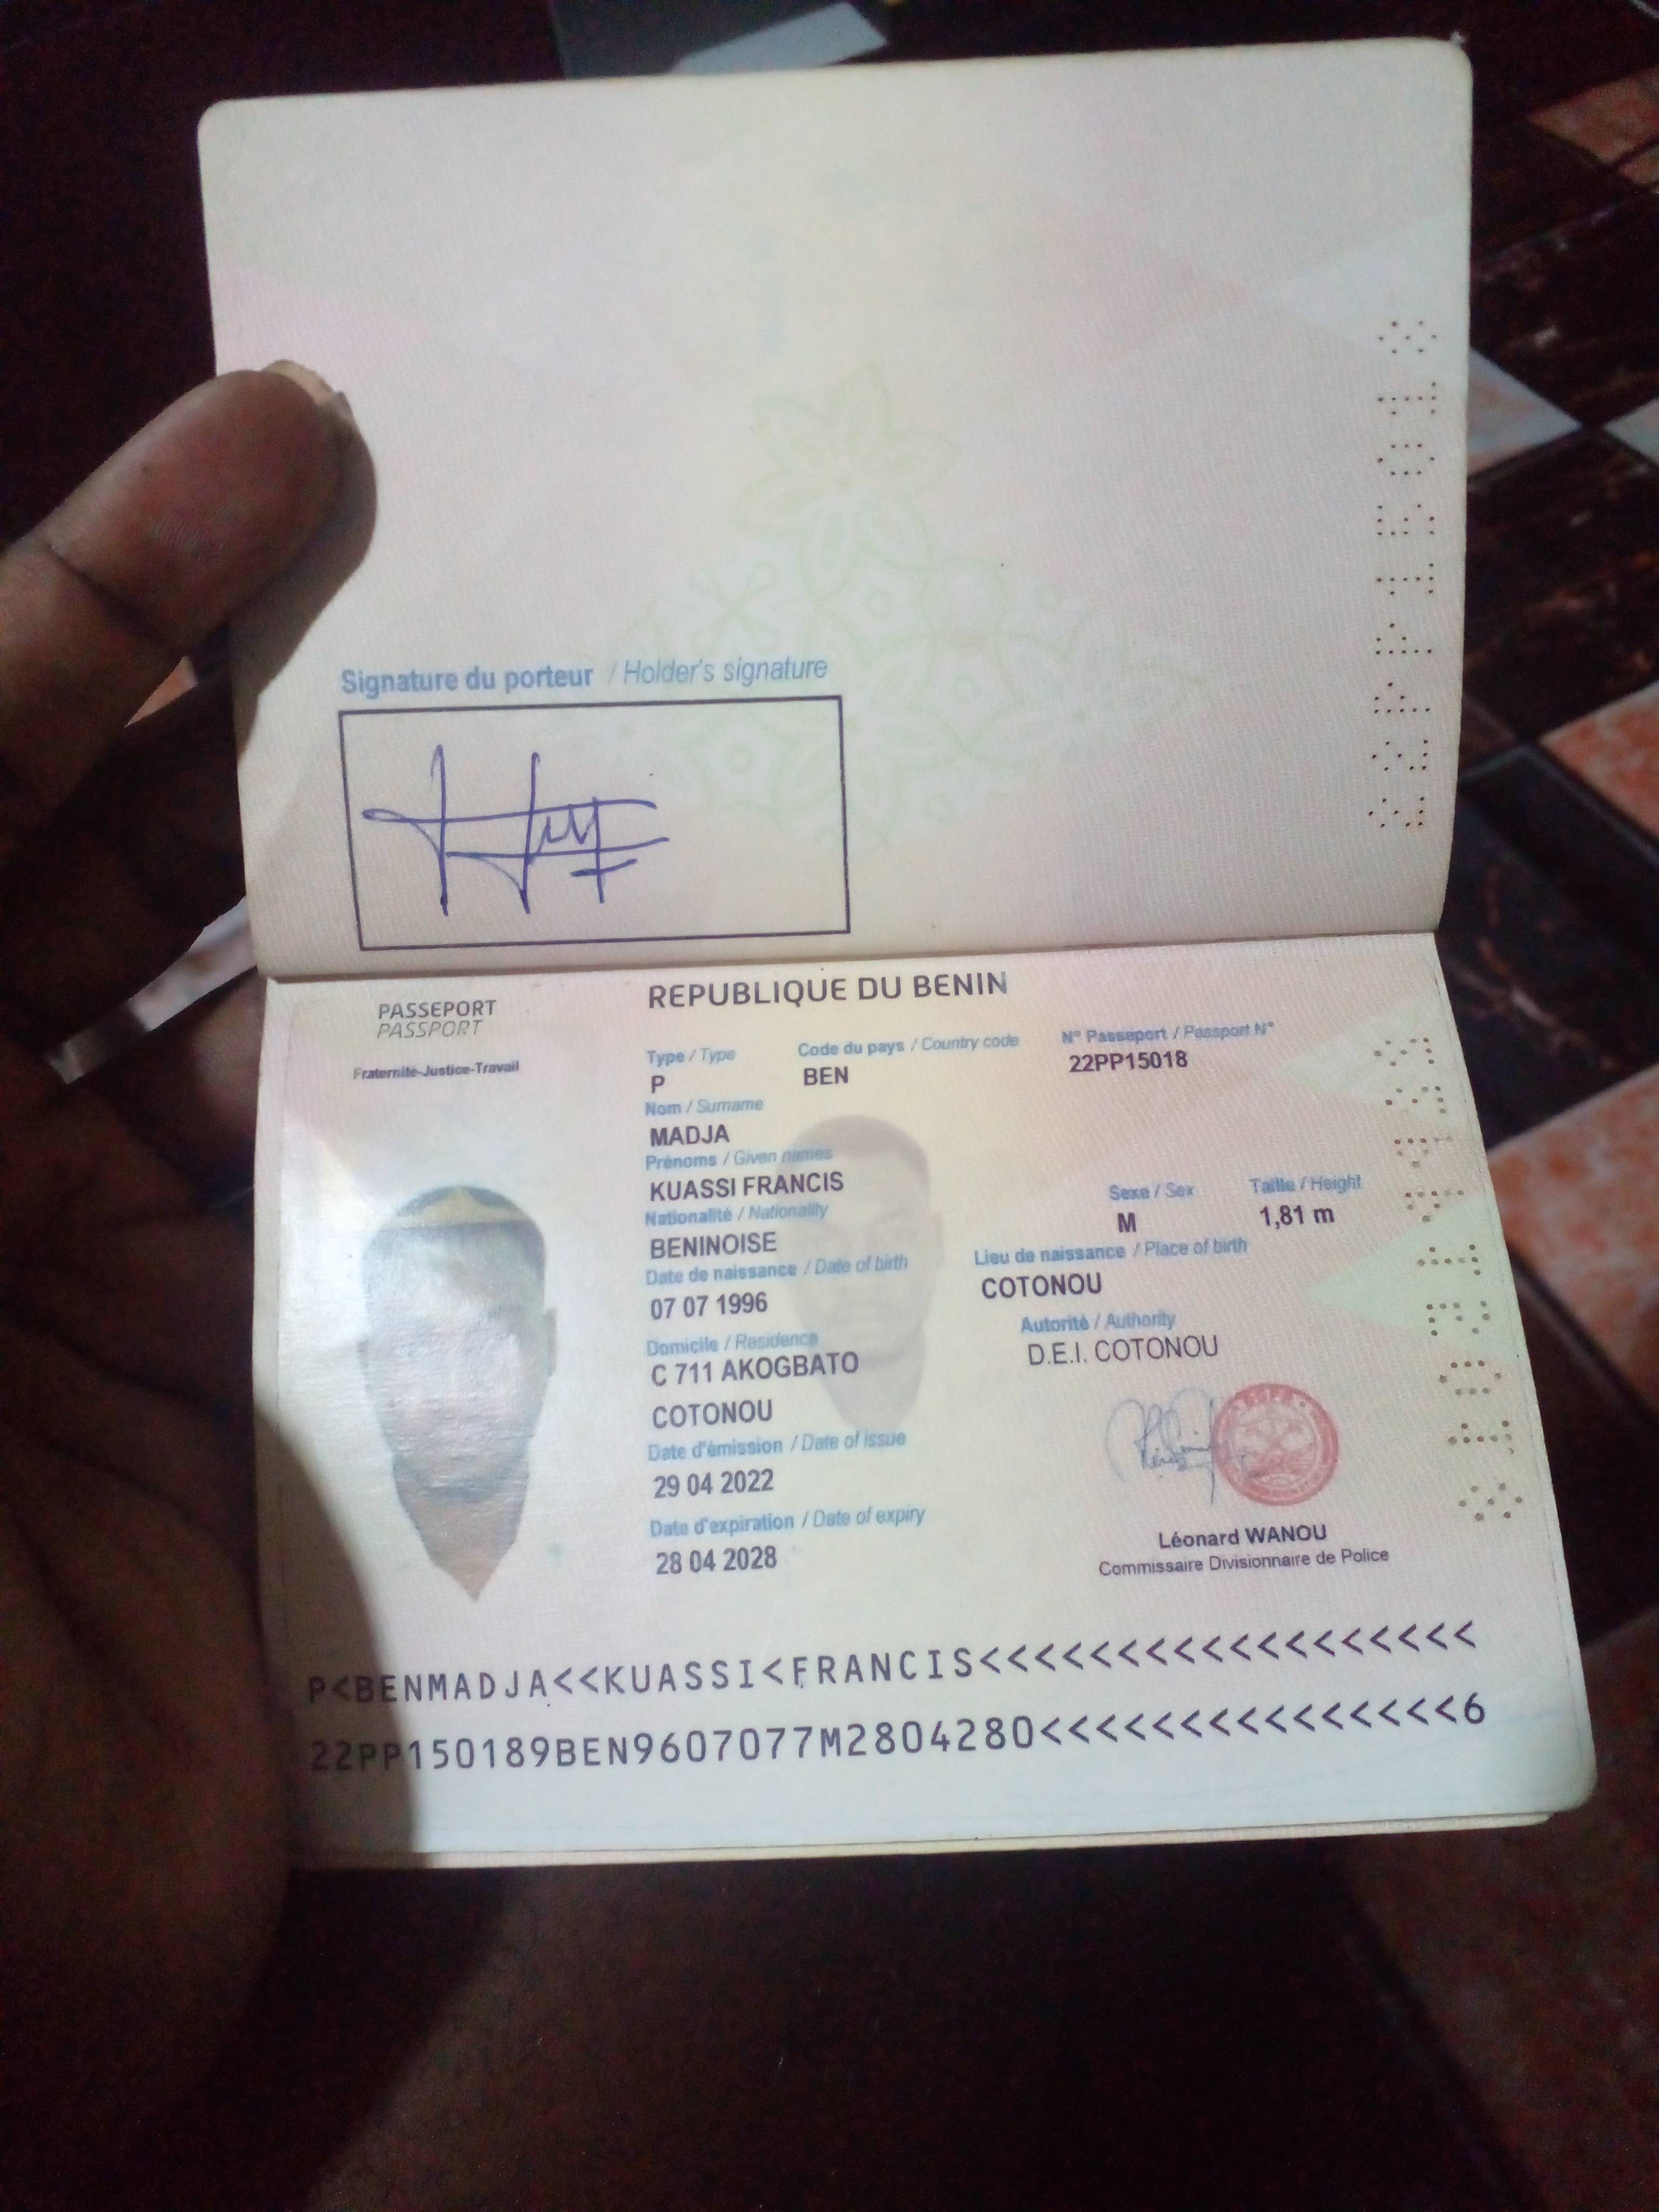 Signature du porteur / Holder's signature
PASSEPORT
PASSPORT
Fraternité-Justice-Travail
REPUBLIQUE DU BENIN
Type / Type
P
Code du pays / Country code
BEN
N° Passeport / Passport N°
22PP15018
Nom / Surname
MADJA
Prénoms / Given names
KUASSI FRANCIS
Nationalité / Nationality
BENINOISE
Sexe / Sex
M
Taille / Height
1,81 m
Date de naissance / Date of birth
07 07 1996
Lieu de naissance / Place of birth
COTONOU
Domicile / Residence
C 711 AKOGBATO
COTONOU
Autorité / Authority
D.E.I. COTONOU
Date d'émission / Date of issue
29 04 2022
Date d'expiration / Date of expiry
28 04 2028
Léonard WANOU
Commissaire Divisionnaire de Police
P<BENMADJA<<KUASSI<FRANCIS<<<<<<<<<<<<<<<<<<
22PP150189BEN9607077M2804280<<<<<<<<<<<<<<<6